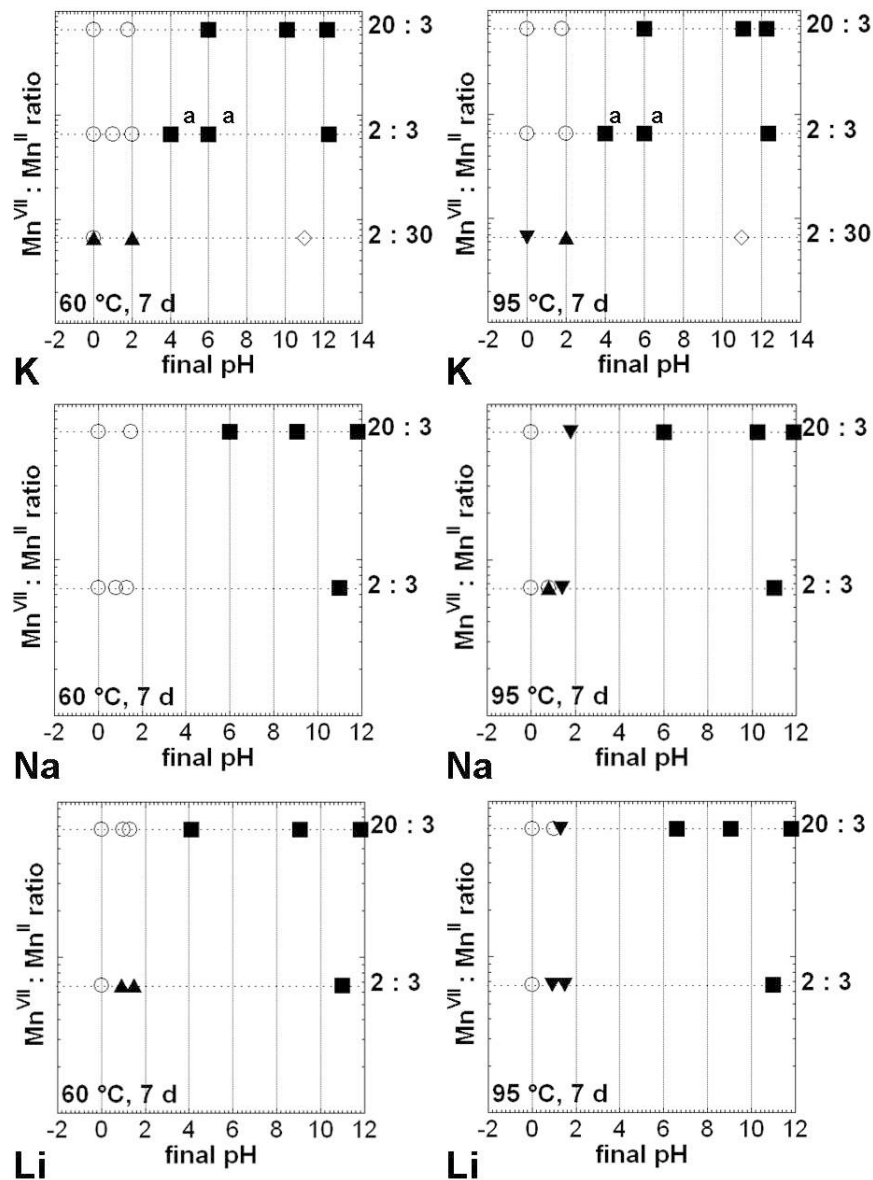 20 : 3
a a
2 : 3
2 : 30
Mn^VII : Mn^II ratio
60 °C, 7 d
-2 0 2 4 6 8 10 12 14
final pH
K
20 : 3
a a
2 : 3
2 : 30
Mn^VII : Mn^II ratio
95 °C, 7 d
-2 0 2 4 6 8 10 12 14
final pH
K
20 : 3
2 : 3
Mn^VII : Mn^II ratio
60 °C, 7 d
-2 0 2 4 6 8 10 12
final pH
Na
20 : 3
2 : 3
Mn^VII : Mn^II ratio
95 °C, 7 d
-2 0 2 4 6 8 10 12
final pH
Na
20 : 3
2 : 3
Mn^VII : Mn^II ratio
60 °C, 7 d
-2 0 2 4 6 8 10 12
final pH
Li
20 : 3
2 : 3
Mn^VII : Mn^II ratio
95 °C, 7 d
-2 0 2 4 6 8 10 12
final pH
Li